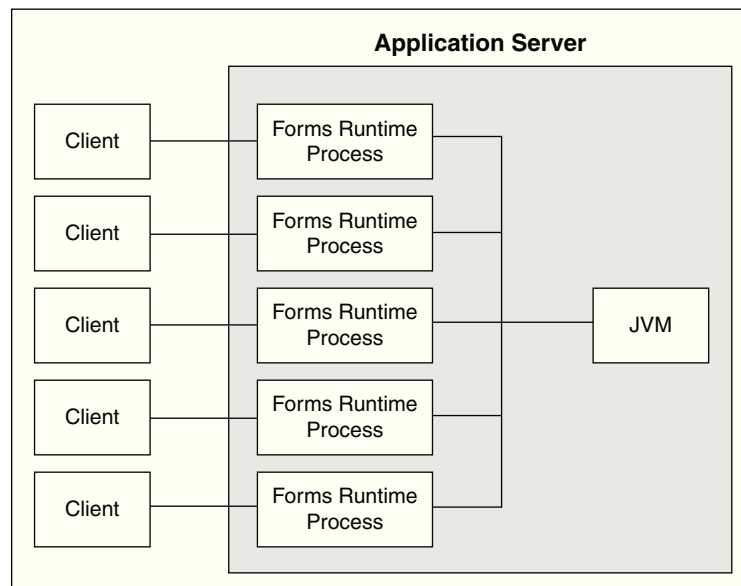 Application Server
Client
Forms Runtime
Process
Client
Forms Runtime
Process
Client
Forms Runtime
Process
JVM
Client
Forms Runtime
Process
Client
Forms Runtime
Process